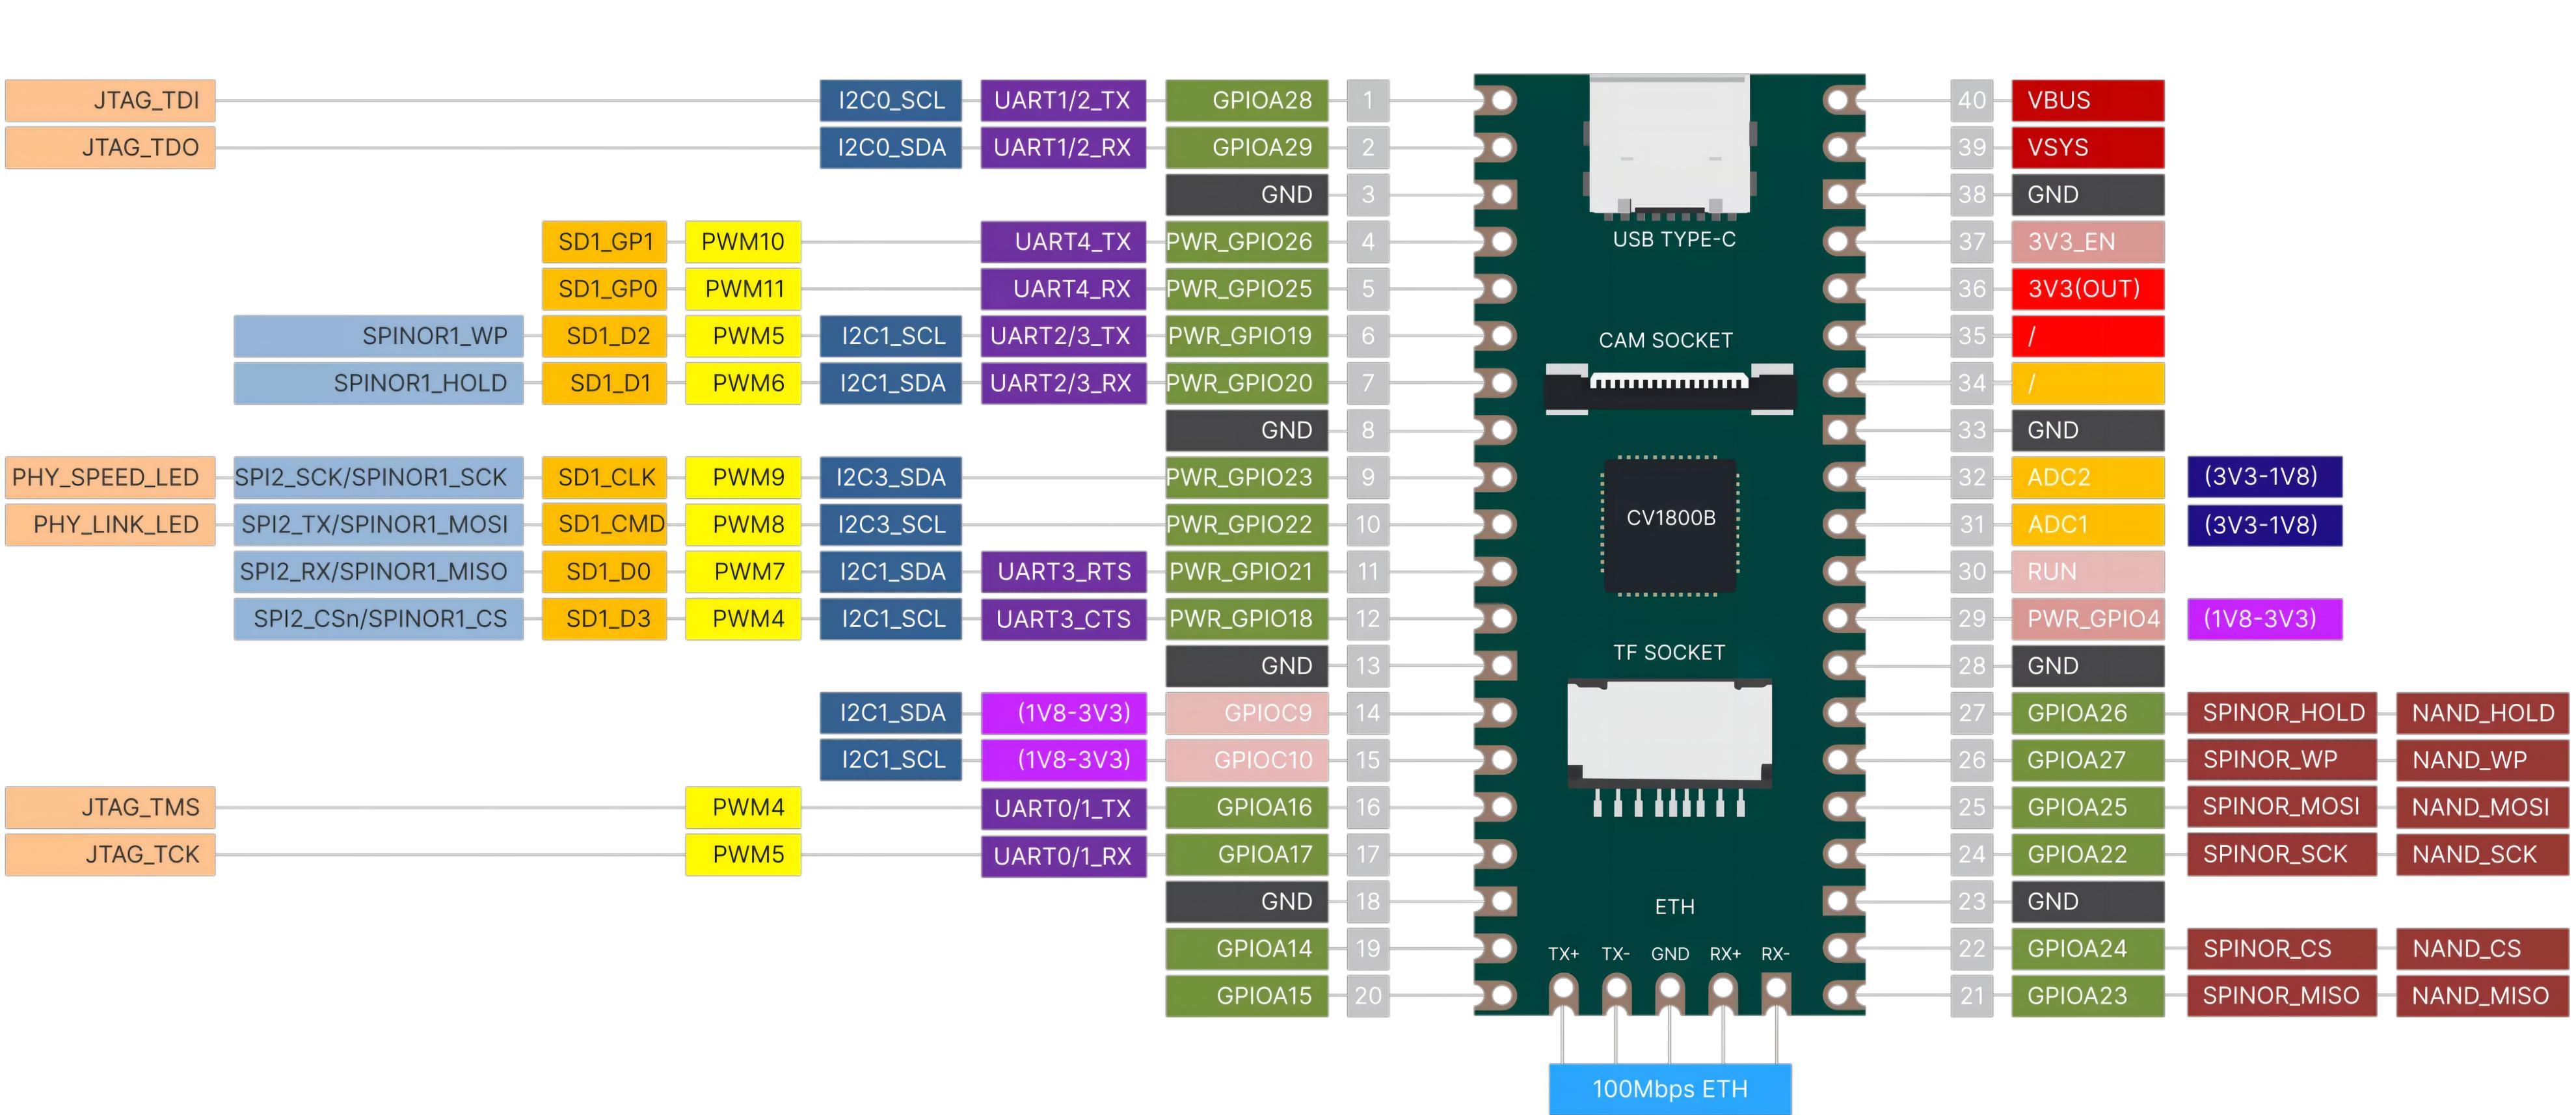 JTAG_TDI I2C0_SCL UART1/2_TX GPIOA28 1 40 VBUS
JTAG_TDO I2C0_SDA UART1/2_RX GPIOA29 2 39 VSYS
GND 3 38 GND
SD1_GP1 PWM10 UART4_TX PWR_GPIO26 4 USB TYPE-C 37 3V3_EN
SD1_GP0 PWM11 UART4_RX PWR_GPIO25 5 36 3V3(OUT)
SPINOR1_WP SD1_D2 PWM5 I2C1_SCL UART2/3_TX PWR_GPIO19 6 CAM SOCKET 35 /
SPINOR1_HOLD SD1_D1 PWM6 I2C1_SDA UART2/3_RX PWR_GPIO20 7 34 /
GND 8 33 GND
PHY_SPEED_LED SPI2_SCK/SPINOR1_SCK SD1_CLK PWM9 I2C3_SDA PWR_GPIO23 9 32 ADC2 (3V3-1V8)
PHY_LINK_LED SPI2_TX/SPINOR1_MOSI SD1_CMD PWM8 I2C3_SCL PWR_GPIO22 10 CV1800B 31 ADC1 (3V3-1V8)
SPI2_RX/SPINOR1_MISO SD1_D0 PWM7 I2C1_SDA UART3_RTS PWR_GPIO21 11 30 RUN
SPI2_CSn/SPINOR1_CS SD1_D3 PWM4 I2C1_SCL UART3_CTS PWR_GPIO18 12 29 PWR_GPIO4 (1V8-3V3)
GND 13 TF SOCKET 28 GND
I2C1_SDA (1V8-3V3) GPIOC9 14 27 GPIOA26 SPINOR_HOLD NAND_HOLD
I2C1_SCL (1V8-3V3) GPIOC10 15 26 GPIOA27 SPINOR_WP NAND_WP
JTAG_TMS PWM4 UART0/1_TX GPIOA16 16 25 GPIOA25 SPINOR_MOSI NAND_MOSI
JTAG_TCK PWM5 UART0/1_RX GPIOA17 17 24 GPIOA22 SPINOR_SCK NAND_SCK
GND 18 ETH 23 GND
GPIOA14 19 TX+ TX- GND RX+ RX- 22 GPIOA24 SPINOR_CS NAND_CS
GPIOA15 20 21 GPIOA23 SPINOR_MISO NAND_MISO
100Mbps ETH